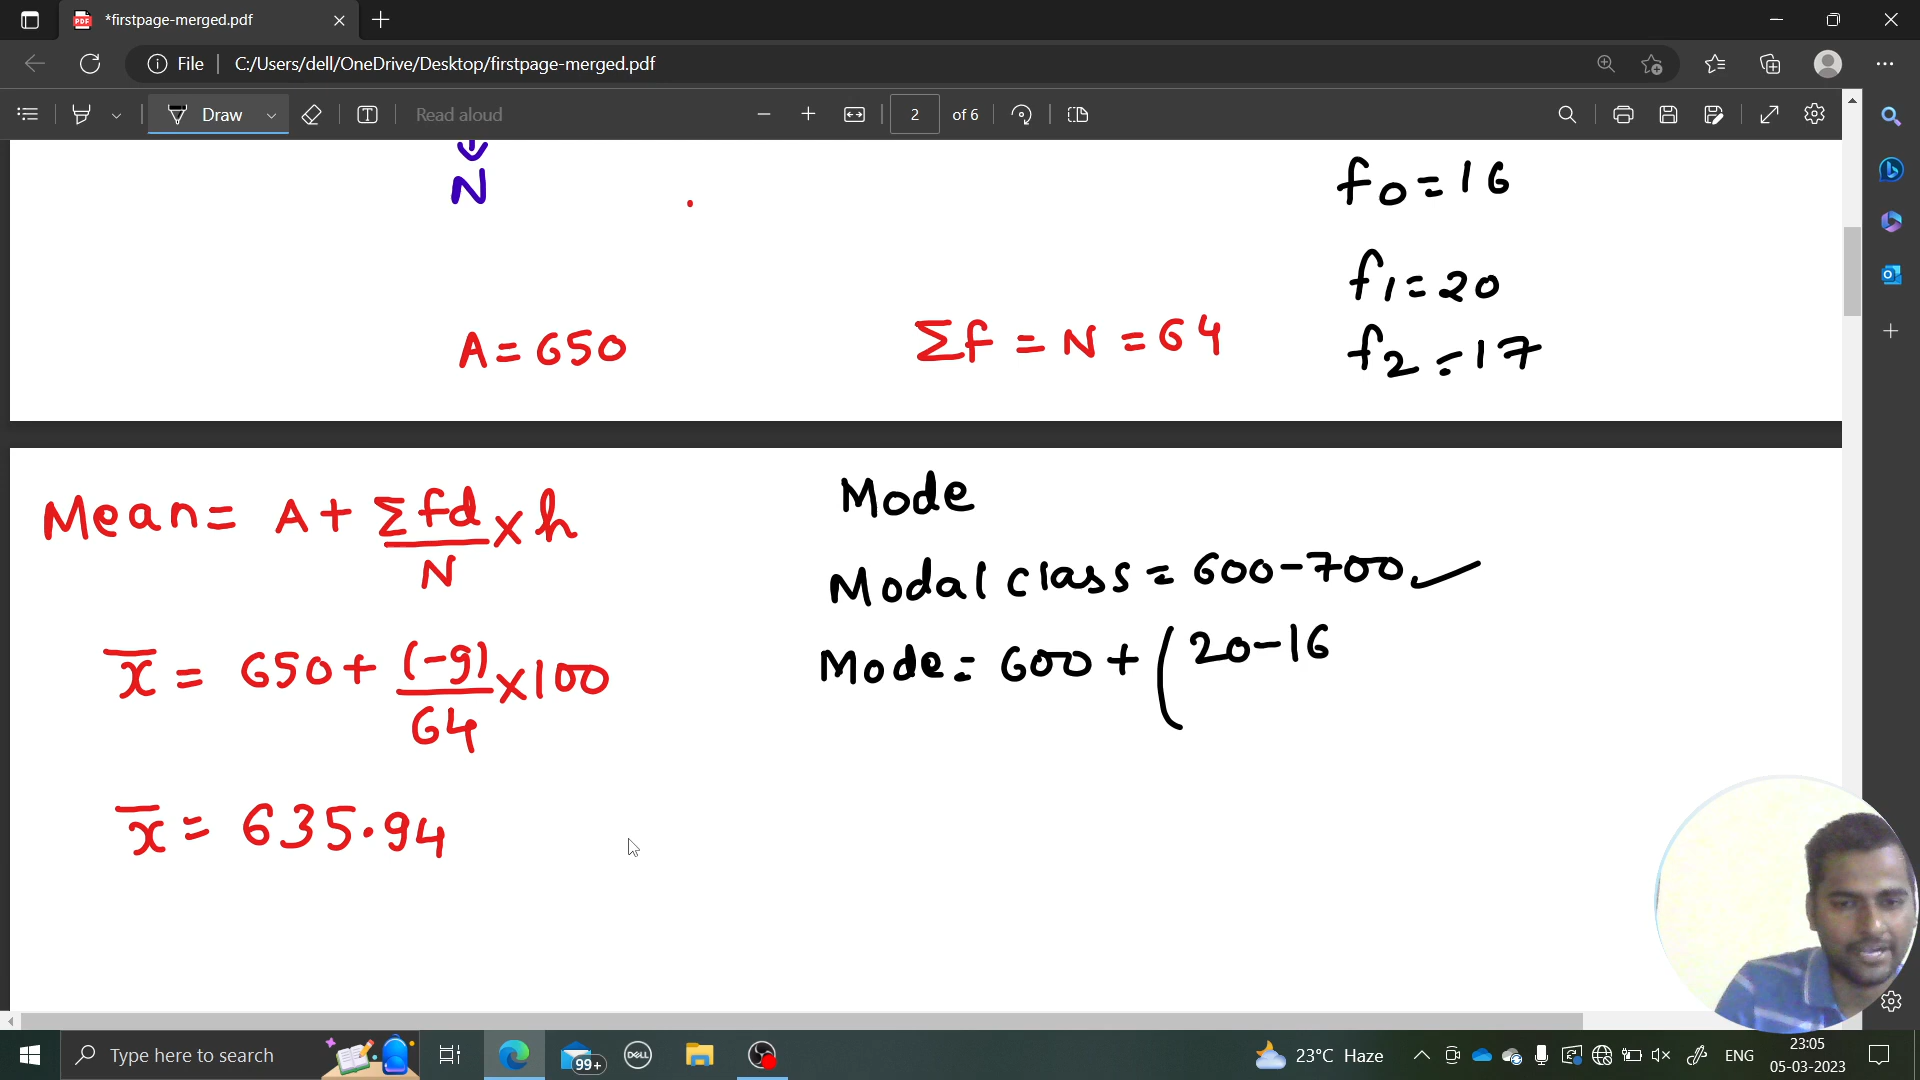 *firstpage-merged.pdf
File
C:/Users/dell/OneDrive/Desktop/firstpage-merged.pdf
Draw
Read aloud
2
of 6
N
f₀=16
f₁=20
f₂=17
A=650
Σf = N = 64
Mean= A+ Σfd/N × h
x̄ = 650+ (-9)/64 ×100
x̄ = 635.94
Mode
Modal class = 600-700 ✓
Mode= 600 + ( 20-16
Type here to search
99+
DELL
23°C Haze
ENG
23:05
05-03-2023